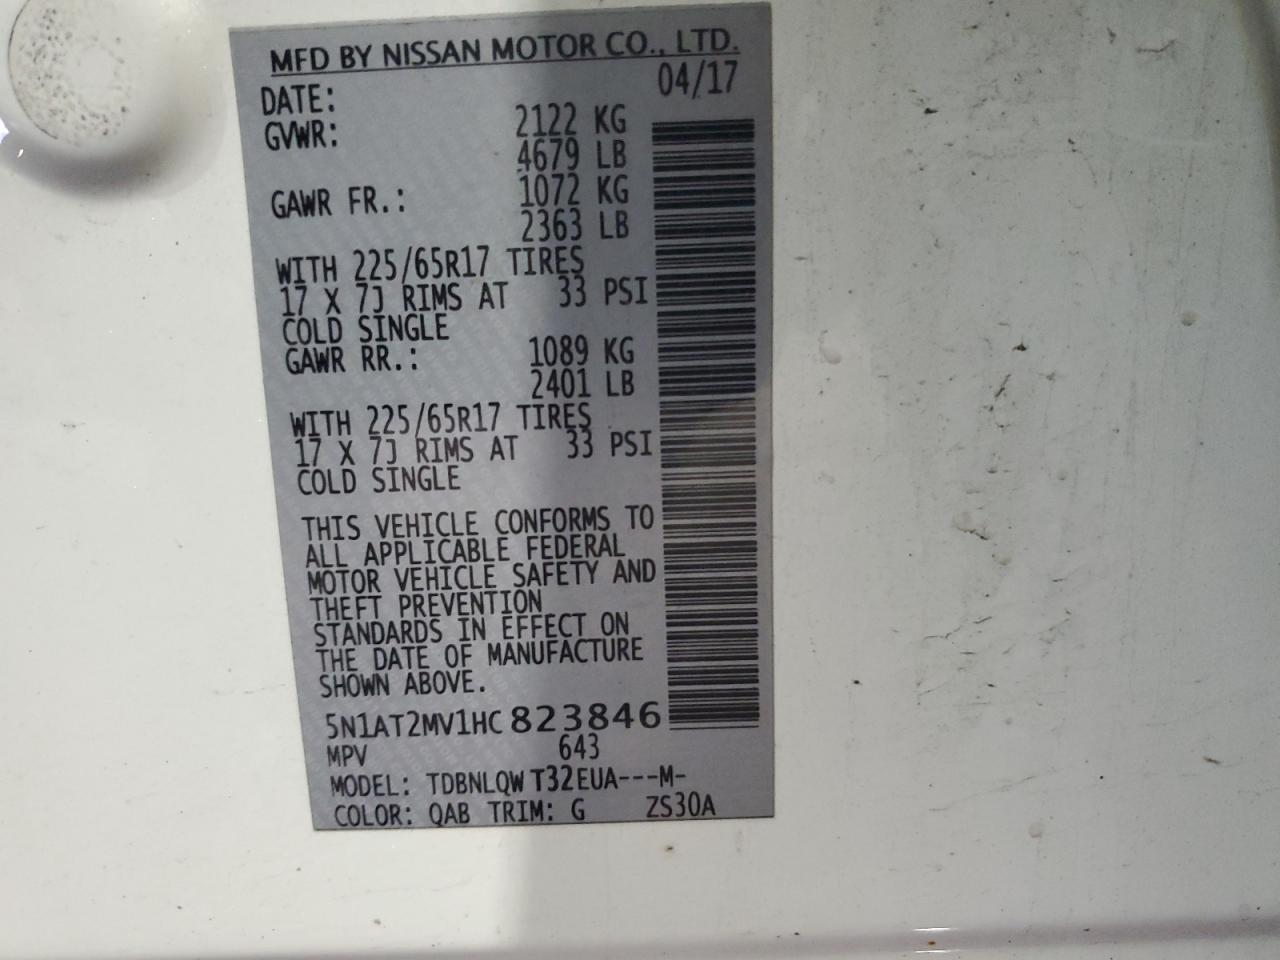 MFD BY NISSAN MOTOR CO., LTD.
DATE: 04/17
GVWR: 2122 KG
4679 LB
GAWR FR.: 1072 KG
2363 LB
WITH 225/65R17 TIRES
17 X 7J RIMS AT 33 PSI
COLD SINGLE
GAWR RR.: 1089 KG
2401 LB
WITH 225/65R17 TIRES
17 X 7J RIMS AT 33 PSI
COLD SINGLE
THIS VEHICLE CONFORMS TO
ALL APPLICABLE FEDERAL
MOTOR VEHICLE SAFETY AND
THEFT PREVENTION
STANDARDS IN EFFECT ON
THE DATE OF MANUFACTURE
SHOWN ABOVE.
5N1AT2MV1HC823846
MPV 643
MODEL: TDBNLQWT32EUA---M-
COLOR: QAB TRIM: G ZS30A